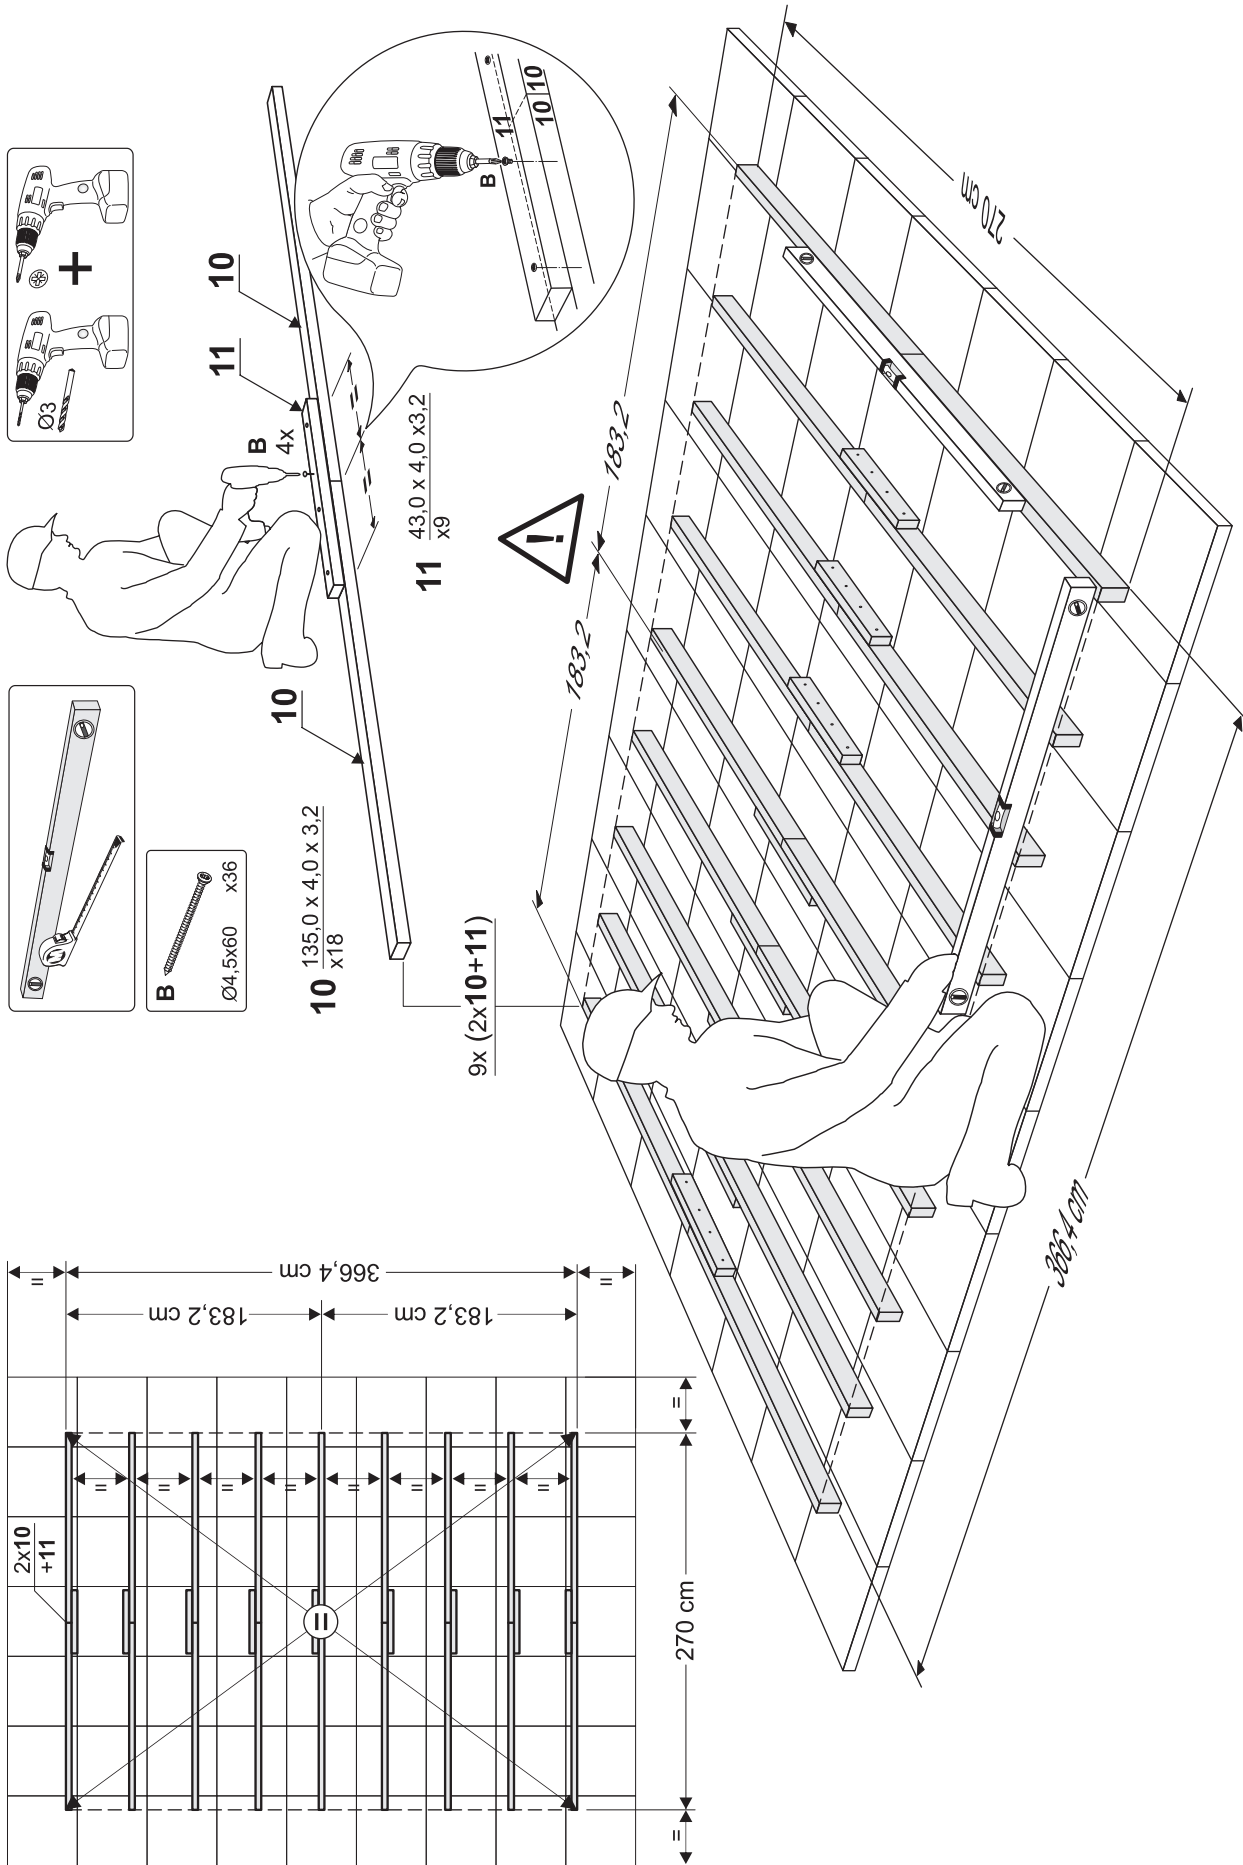 366,4 cm
183,2 cm
183,2 cm
=
=
2x10
+11
=
=
=
=
=
=
=
=
=
270 cm
=
=
B
Ø4,5x60
x36
Ø3
+
10
11
10
B
4x
=
=
10
135,0 x 4,0 x 3,2
x18
11
43,0 x 4,0 x3,2
x9
B
11
10
10
9x (2x10+11)
!
183,2
183,2
270 cm
366,4 cm